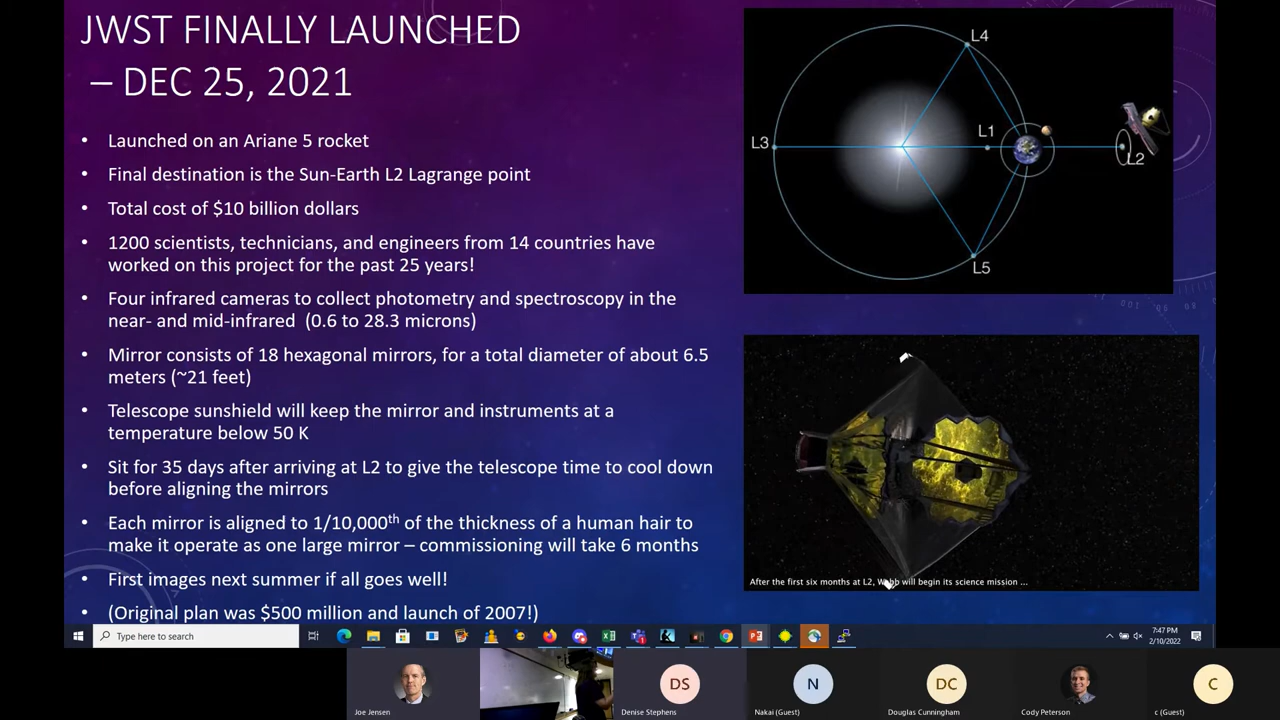 JWST FINALLY LAUNCHED
– DEC 25, 2021
• Launched on an Ariane 5 rocket
• Final destination is the Sun-Earth L2 Lagrange point
• Total cost of $10 billion dollars
• 1200 scientists, technicians, and engineers from 14 countries have
worked on this project for the past 25 years!
• Four infrared cameras to collect photometry and spectroscopy in the
near- and mid-infrared (0.6 to 28.3 microns)
• Mirror consists of 18 hexagonal mirrors, for a total diameter of about 6.5
meters (~21 feet)
• Telescope sunshield will keep the mirror and instruments at a
temperature below 50 K
• Sit for 35 days after arriving at L2 to give the telescope time to cool down
before aligning the mirrors
• Each mirror is aligned to 1/10,000th of the thickness of a human hair to
make it operate as one large mirror – commissioning will take 6 months
• First images next summer if all goes well!
• (Original plan was $500 million and launch of 2007!)
L4
L3
L1
L2
L5
After the first six months at L2, Webb will begin its science mission ...
Type here to search
7:47 PM
2/10/2022
DS
N
DC
C
Joe Jensen
Denise Stephens
Nakai (Guest)
Douglas Cunningham
Cody Peterson
c (Guest)